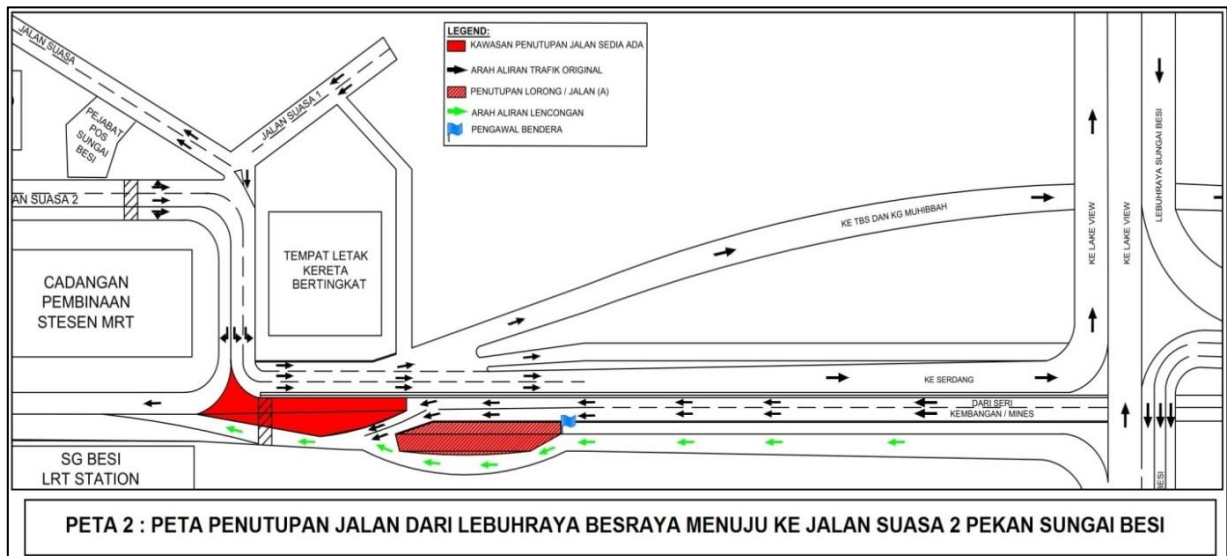 LEGEND:
KAWASAN PENUTUPAN JALAN SEDIA ADA
ARAH ALIRAN TRAFIK ORIGINAL
PENUTUPAN LORONG / JALAN (A)
ARAH ALIRAN LENCONGAN
PENGAWAL BENDERA
JALAN SUASA
JALAN SUASA 1
PEJABAT
POS
SUNGAI
BESI
AN SUASA 2
TEMPAT LETAK
KERETA
BERTINGKAT
CADANGAN
PEMBINAAN
STESEN MRT
KE TBS DAN KG MUHIBBAH
KE LAKE VIEW
KE LAKE VIEW
LEBUHRAYA SUNGAI BESI
KE SERDANG
DARI SERI
KEMBANGAN / MINES
SG BESI
LRT STATION
BESI
PETA 2 : PETA PENUTUPAN JALAN DARI LEBUHRAYA BESRAYA MENUJU KE JALAN SUASA 2 PEKAN SUNGAI BESI